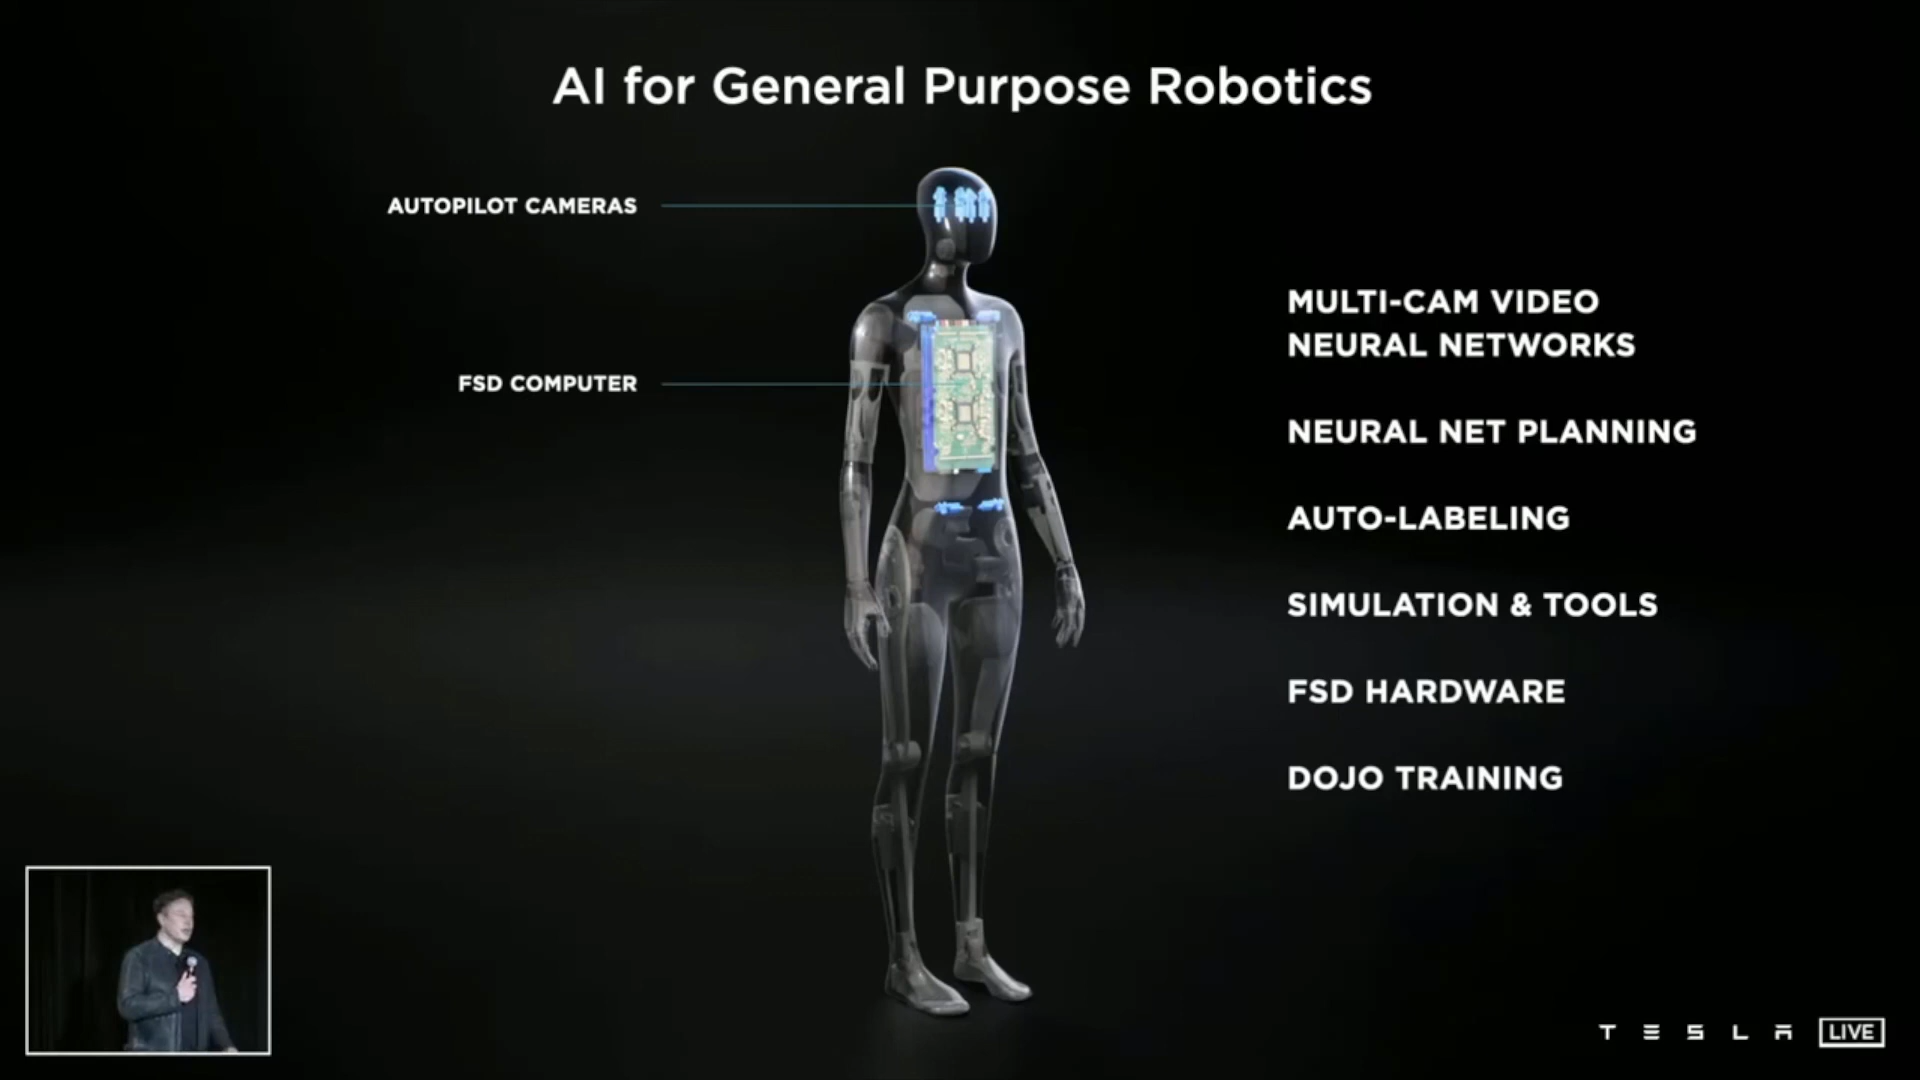 AI for General Purpose Robotics
AUTOPILOT CAMERAS
FSD COMPUTER
MULTI-CAM VIDEO
NEURAL NETWORKS
NEURAL NET PLANNING
AUTO-LABELING
SIMULATION & TOOLS
FSD HARDWARE
DOJO TRAINING
TESLA LIVE